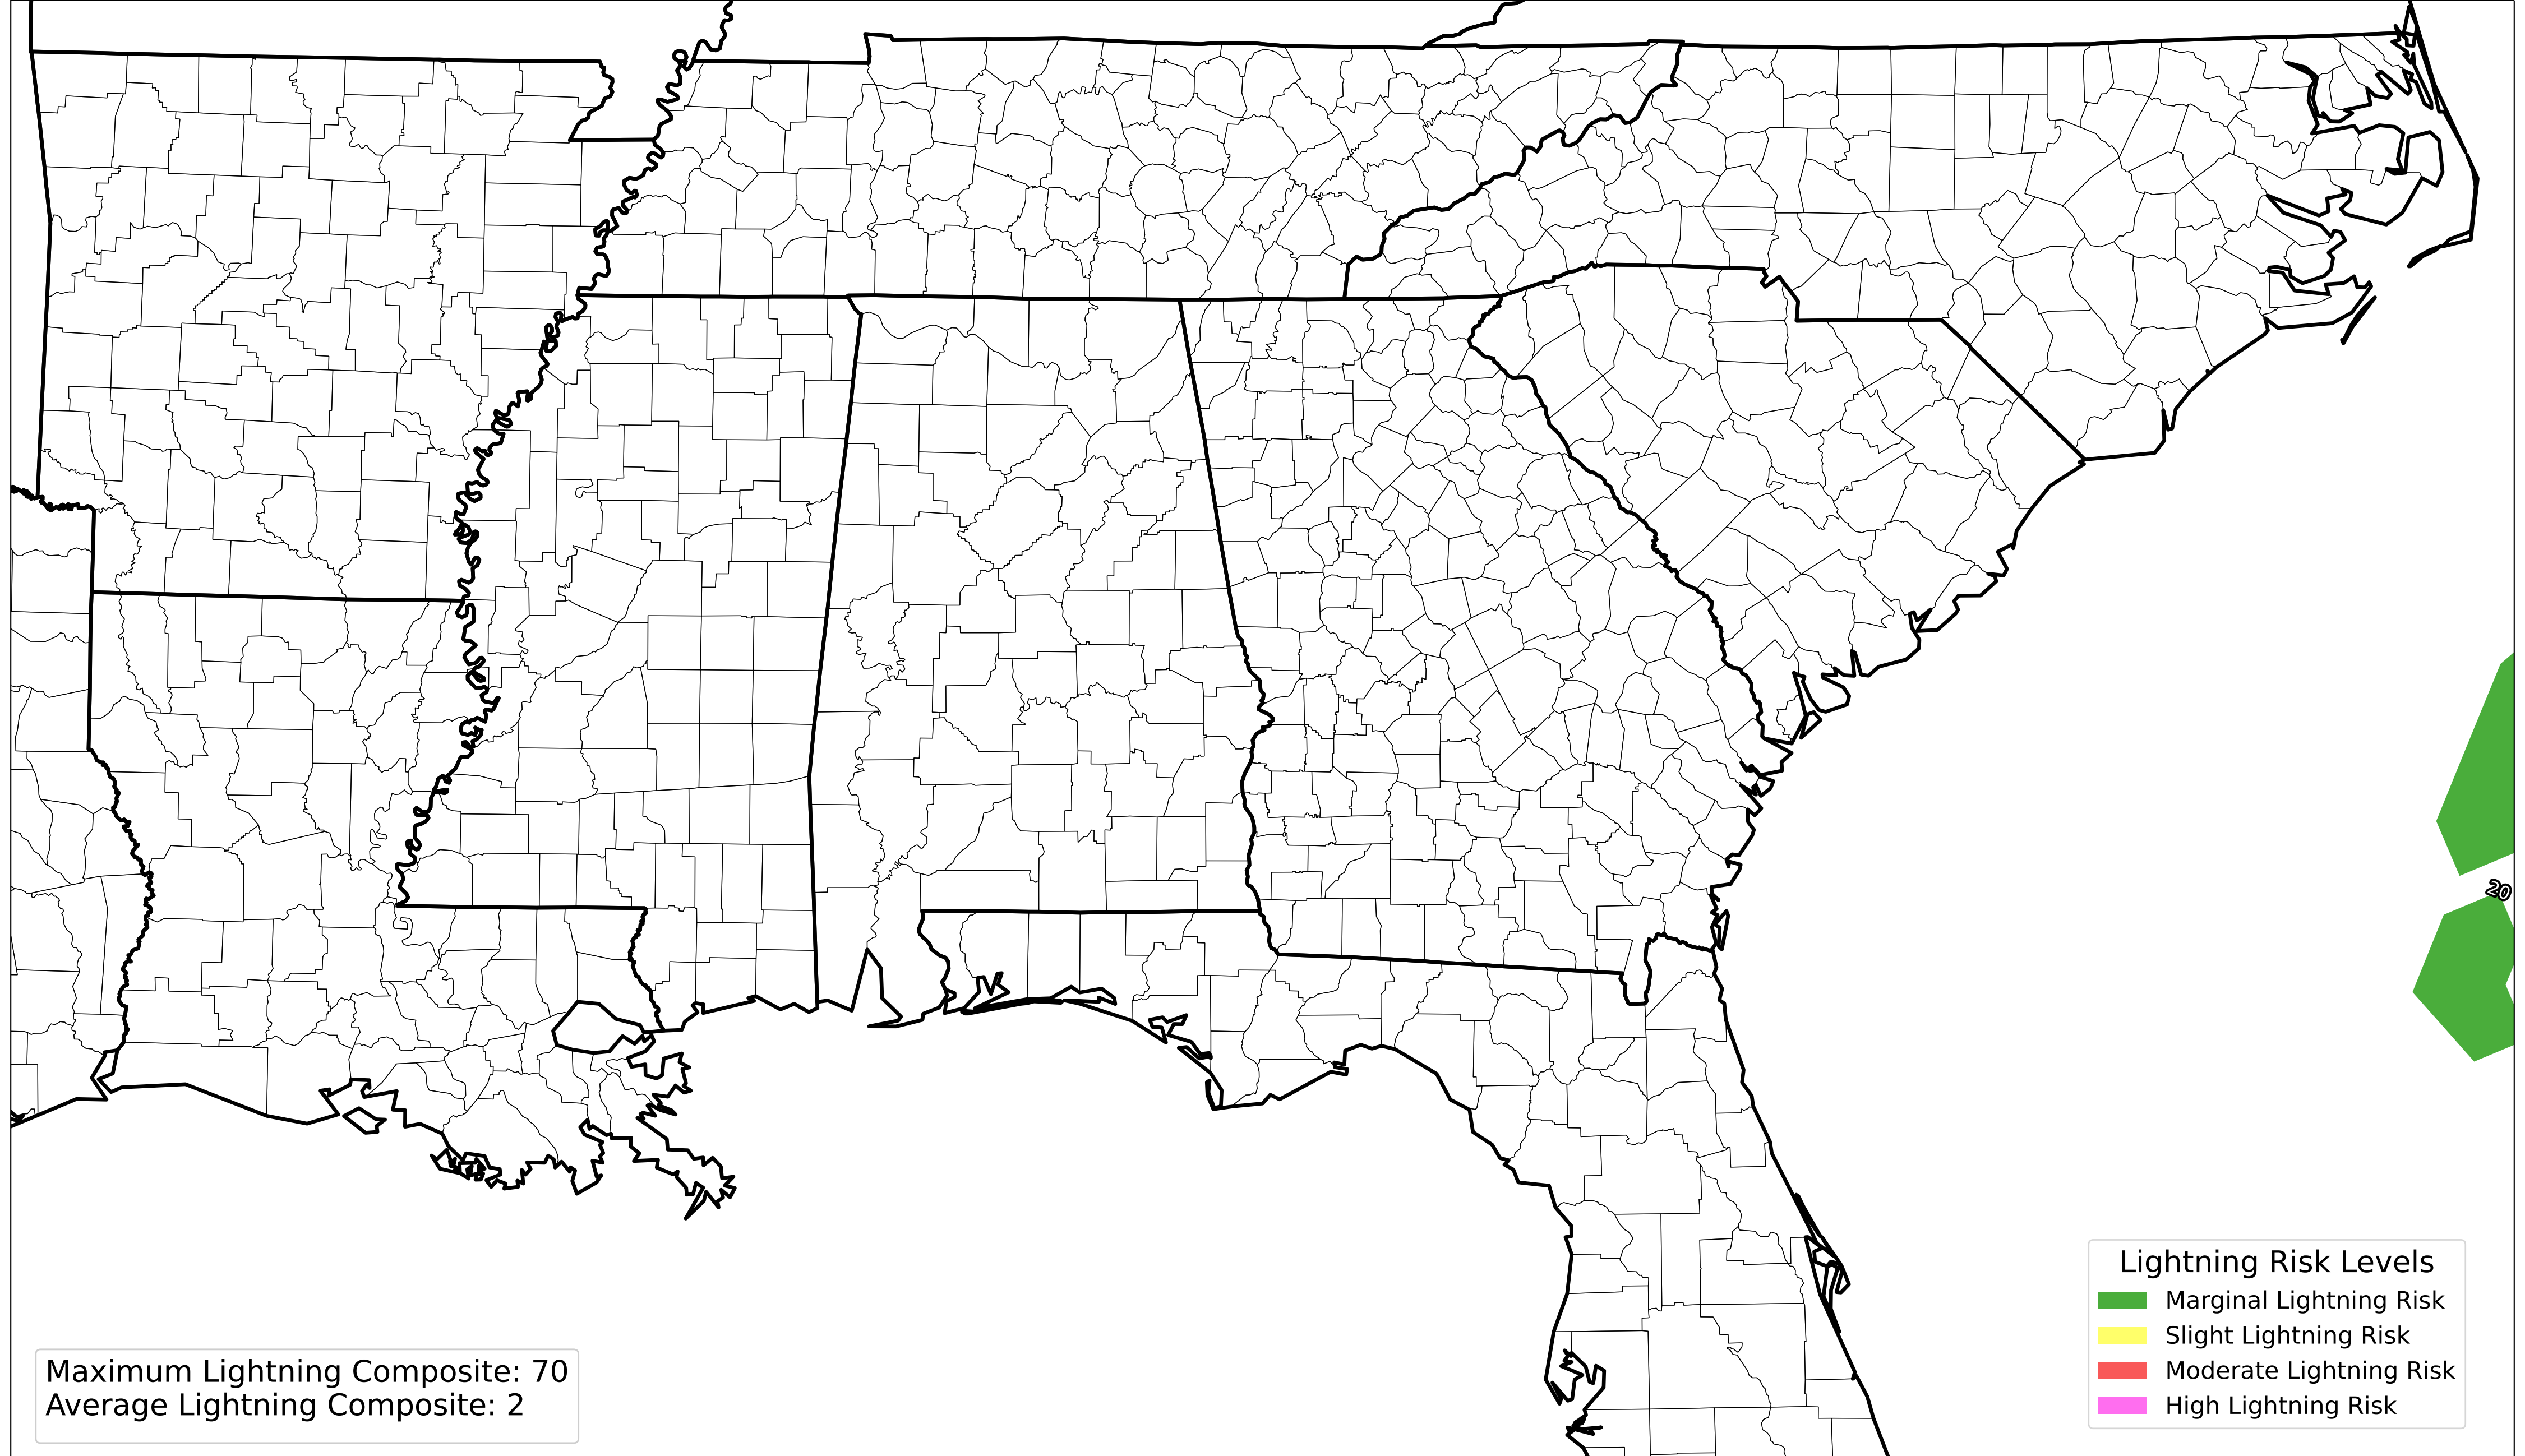 20
Lightning Risk Levels
Marginal Lightning Risk
Slight Lightning Risk
Moderate Lightning Risk
High Lightning Risk
Maximum Lightning Composite: 70
Average Lightning Composite: 2